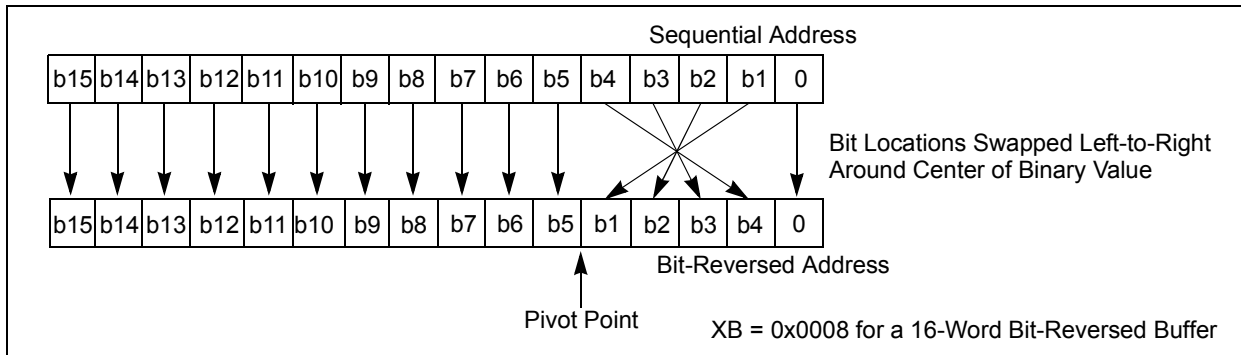 Sequential Address
b15 b14 b13 b12 b11 b10 b9 b8 b7 b6 b5 b4 b3 b2 b1 0
Bit Locations Swapped Left-to-Right
Around Center of Binary Value
b15 b14 b13 b12 b11 b10 b9 b8 b7 b6 b5 b1 b2 b3 b4 0
Bit-Reversed Address
Pivot Point
XB = 0x0008 for a 16-Word Bit-Reversed Buffer